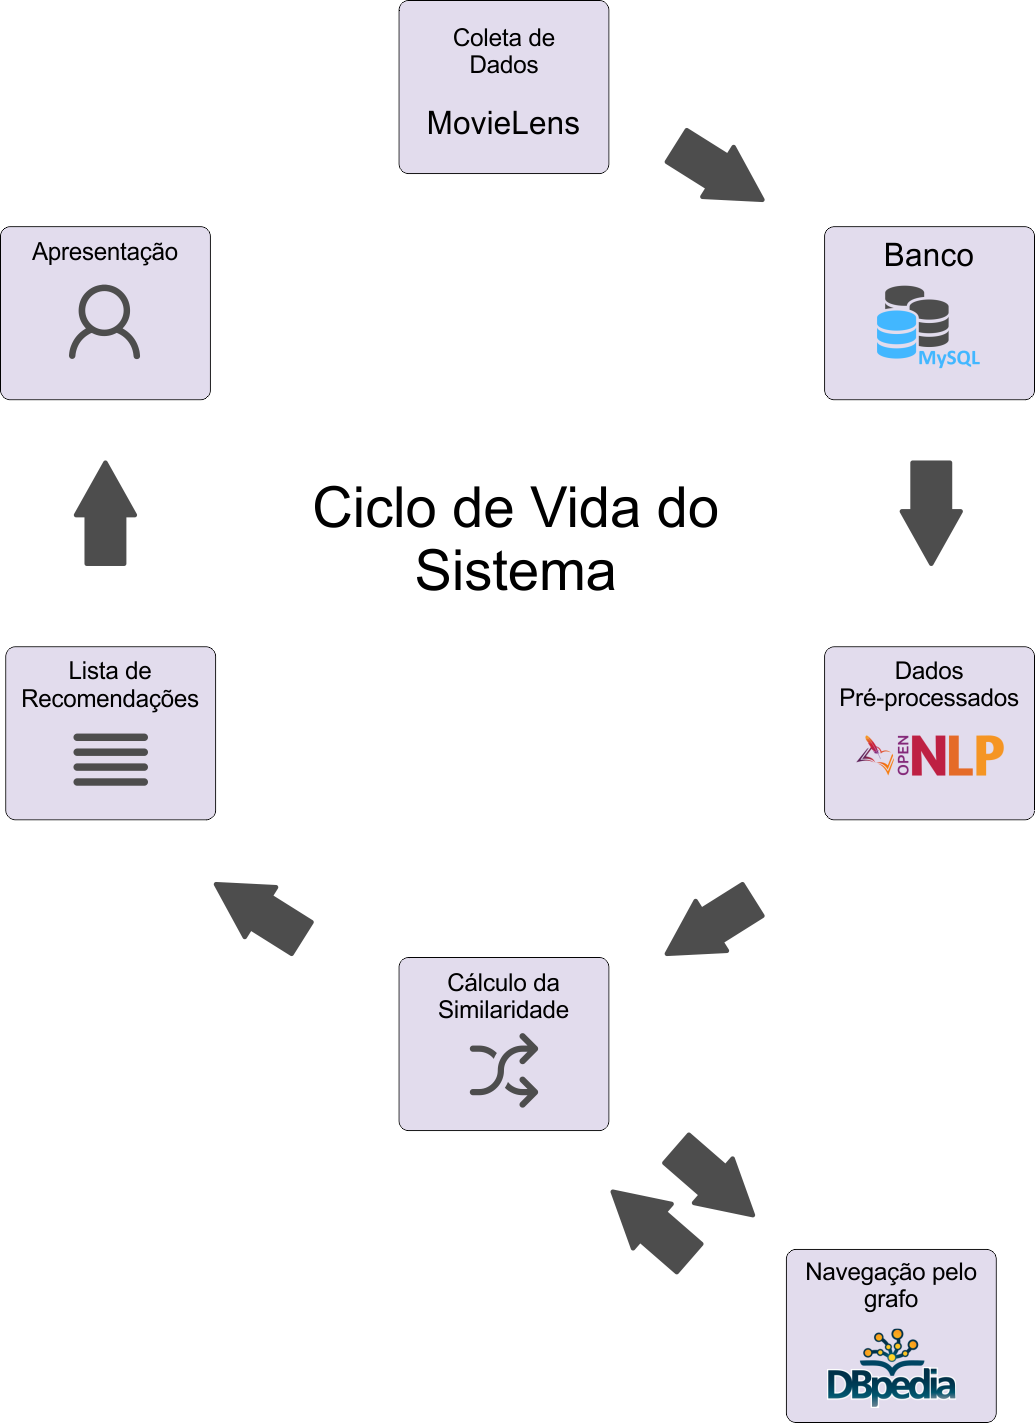 Coleta de
Dados
MovieLens
Apresentação
Banco
MySQL
Ciclo de Vida do
Sistema
Lista de
Recomendações
Dados
Pré-processados
OPEN NLP
Cálculo da
Similaridade
Navegação pelo
grafo
DBpedia